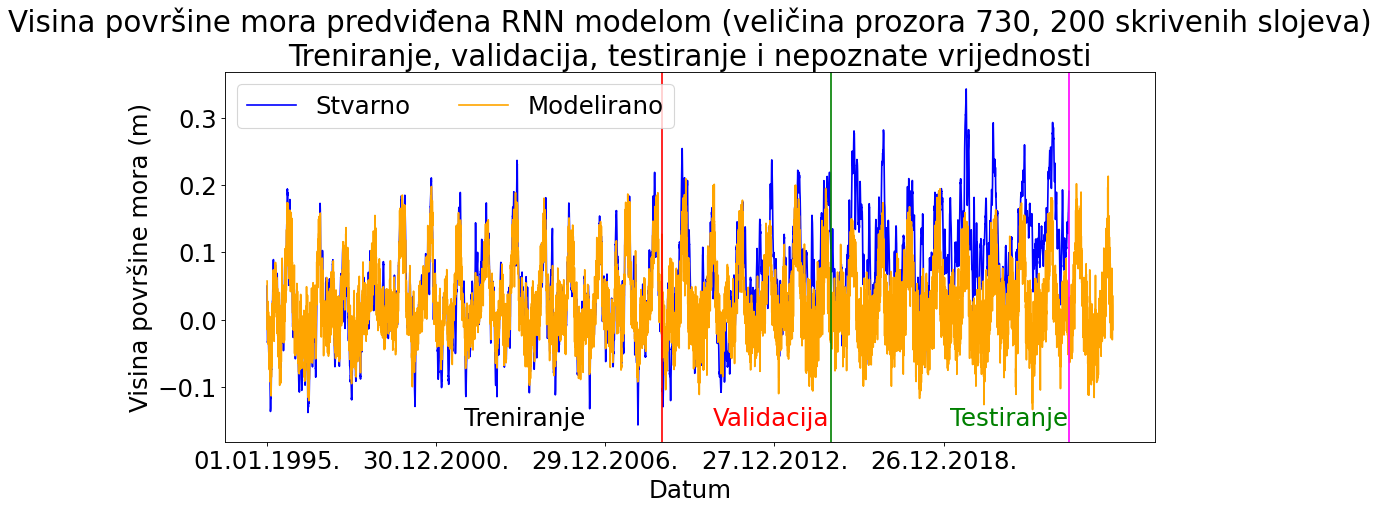 Visina površine mora predviđena RNN modelom (veličina prozora 730, 200 skrivenih slojeva)
Treniranje, validacija, testiranje i nepoznate vrijednosti
Stvarno Modelirano
Visina površine mora (m)
0.3
0.2
0.1
0.0
−0.1
Treniranje Validacija Testiranje
01.01.1995. 30.12.2000. 29.12.2006. 27.12.2012. 26.12.2018.
Datum